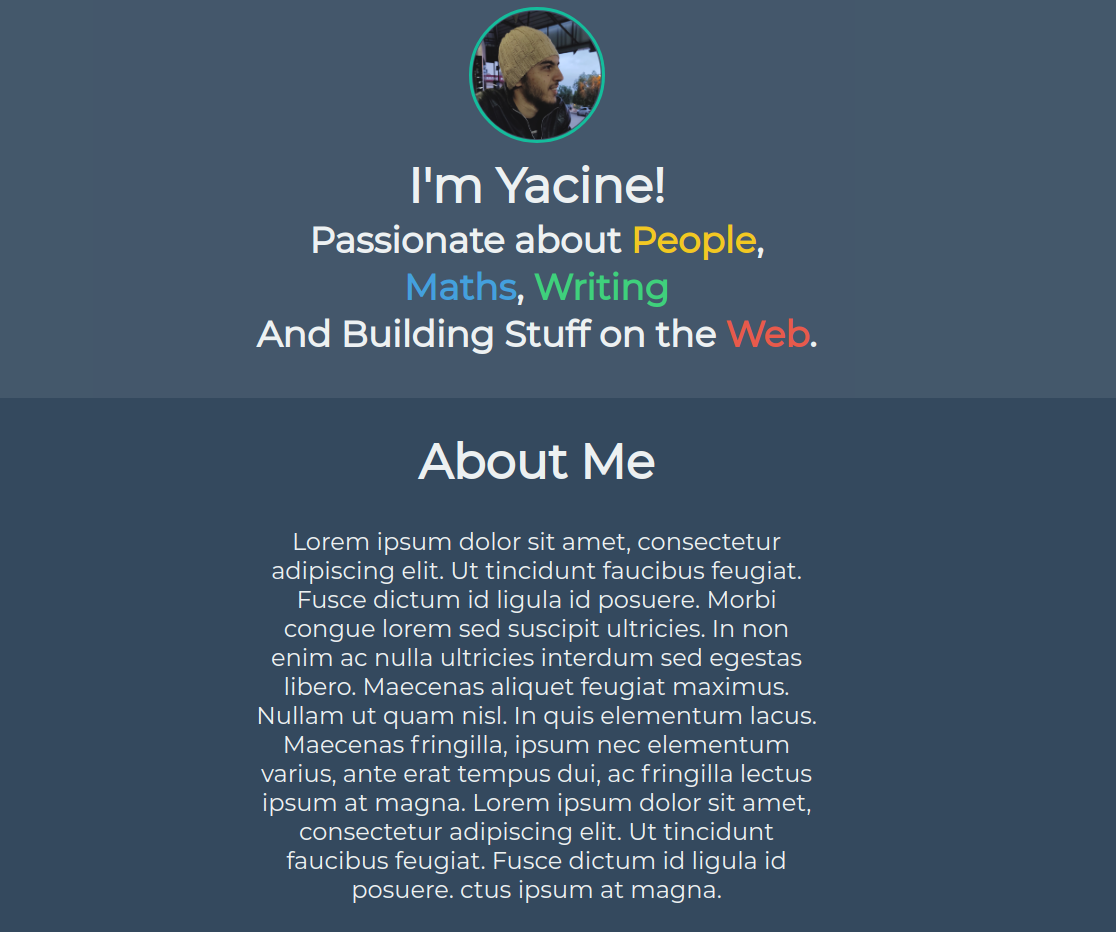 I'm Yacine!
Passionate about People,
Maths, Writing
And Building Stuff on the Web.
About Me
Lorem ipsum dolor sit amet, consectetur
adipiscing elit. Ut tincidunt faucibus feugiat.
Fusce dictum id ligula id posuere. Morbi
congue lorem sed suscipit ultricies. In non
enim ac nulla ultricies interdum sed egestas
libero. Maecenas aliquet feugiat maximus.
Nullam ut quam nisl. In quis elementum lacus.
Maecenas fringilla, ipsum nec elementum
varius, ante erat tempus dui, ac fringilla lectus
ipsum at magna. Lorem ipsum dolor sit amet,
consectetur adipiscing elit. Ut tincidunt
faucibus feugiat. Fusce dictum id ligula id
posuere. ctus ipsum at magna.